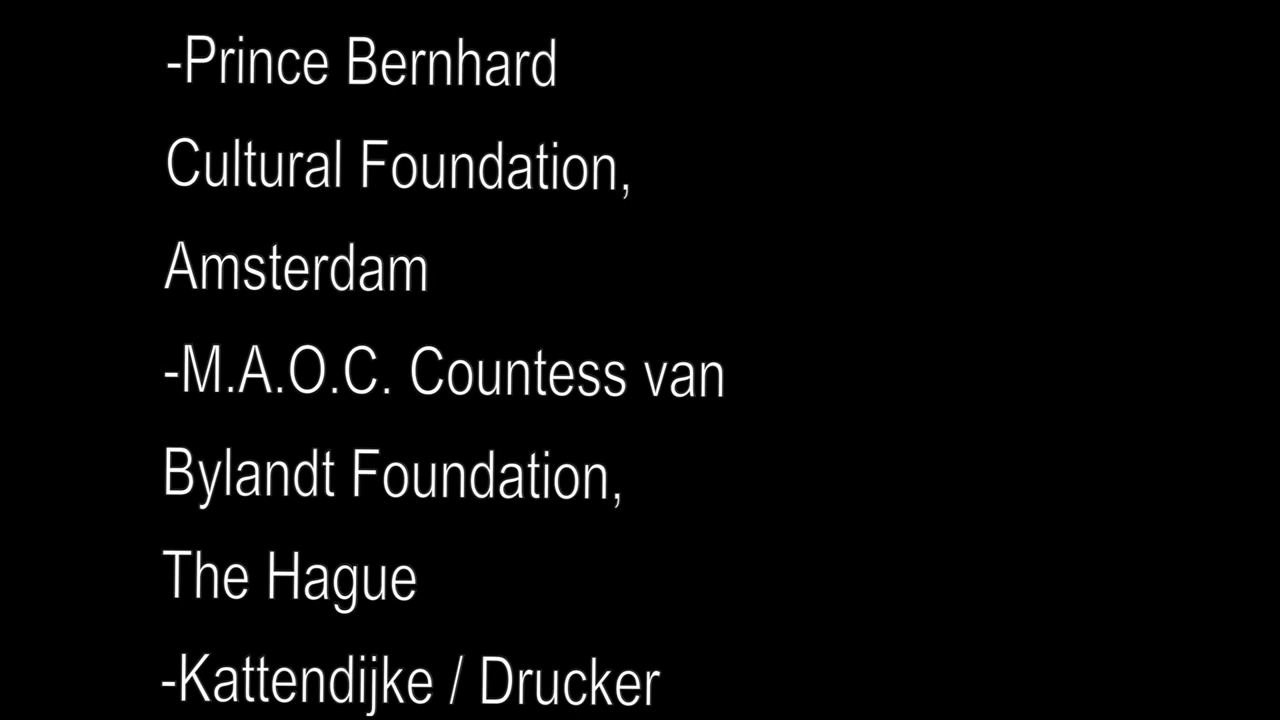 -Prince Bernhard
Cultural Foundation,
Amsterdam
-M.A.O.C. Countess van
Bylandt Foundation,
The Hague
-Kattendijke / Drucker